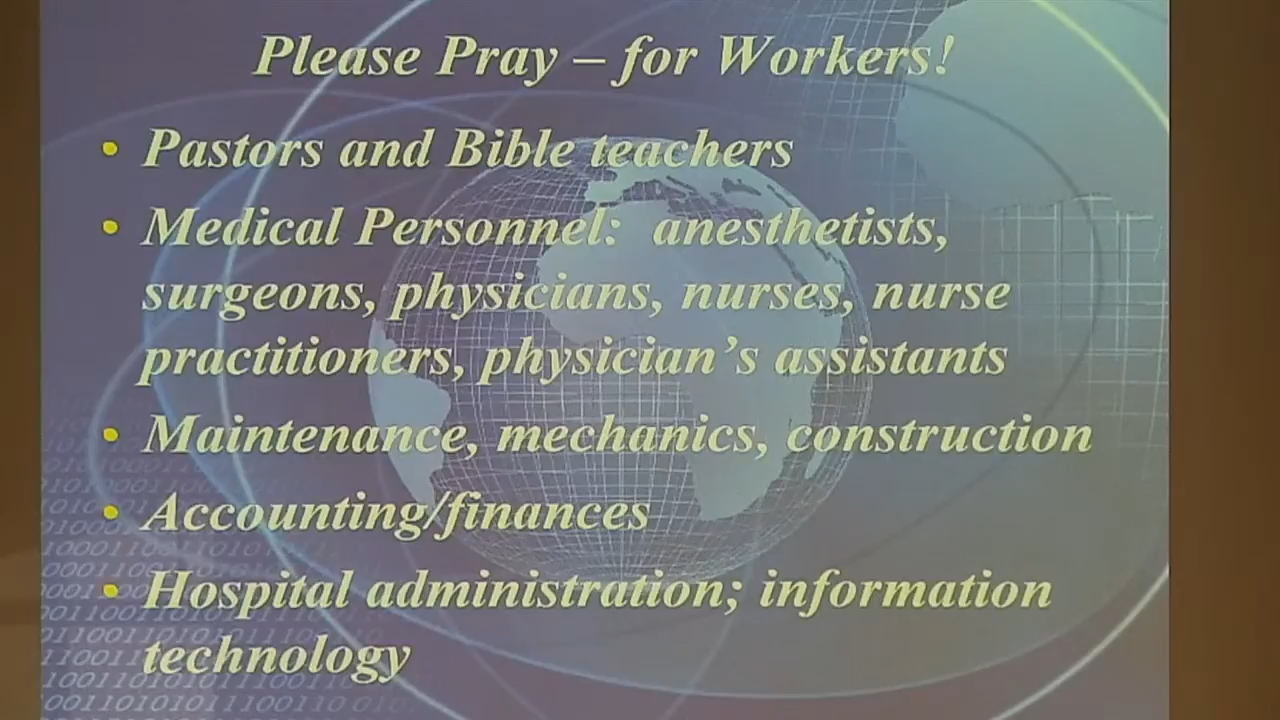 Please Pray – for Workers!
• Pastors and Bible teachers
• Medical Personnel: anesthetists,
surgeons, physicians, nurses, nurse
practitioners, physician’s assistants
• Maintenance, mechanics, construction
• Accounting/finances
• Hospital administration; information
technology